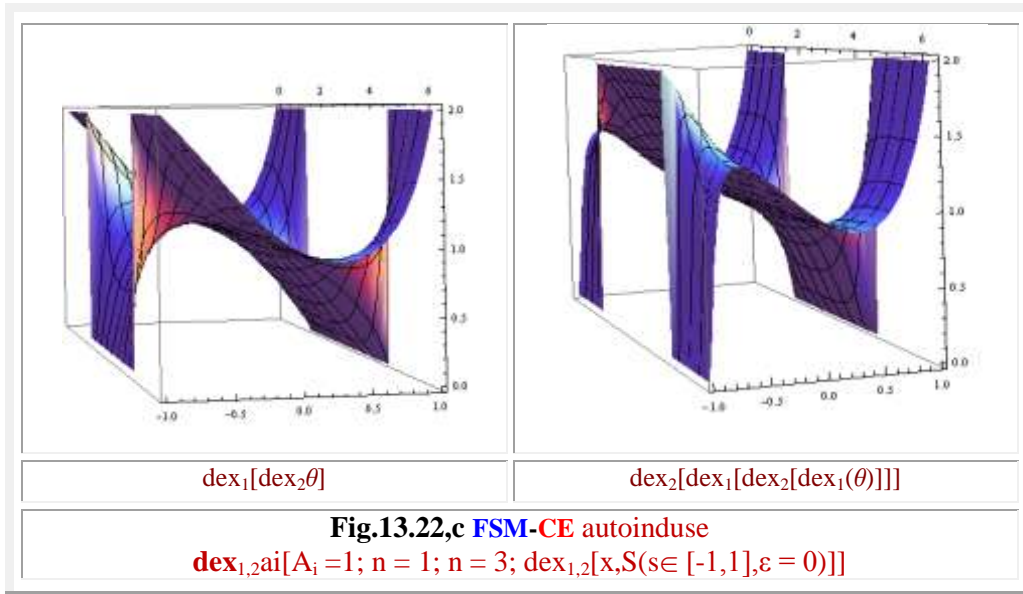 0 2 4 6
2.0
1.5
1.0
0.5
0.0
-1.0 -0.5 0.0 0.5 1.0
0 2 4 6
2.0
1.5
1.0
0.5
0.0
-1.0 -0.5 0.0 0.5 1.0
dex₁[dex₂θ]
dex₂[dex₁[dex₂[dex₁(θ)]]]
Fig.13.22,c FSM-CE autoinduse
dex₁,₂ai[Aᵢ =1; n = 1; n = 3; dex₁,₂[x,S(s∈ [-1,1],ε = 0)]]